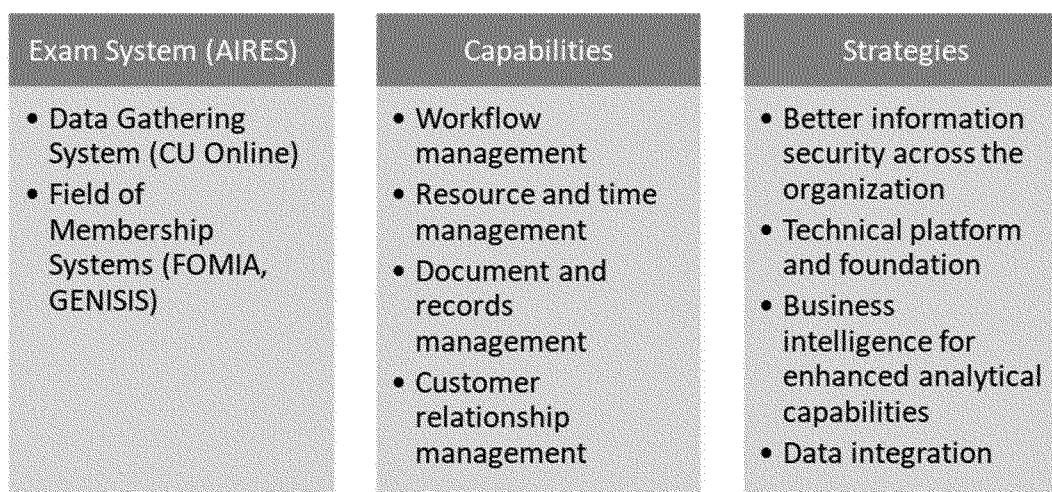 Exam System (AIRES)
• Data Gathering
System (CU Online)
• Field of
Membership
Systems (FOMIA,
GENISIS)
Capabilities
• Workflow
management
• Resource and time
management
• Document and
records
management
• Customer
relationship
management
Strategies
• Better information
security across the
organization
• Technical platform
and foundation
• Business
intelligence for
enhanced analytical
capabilities
• Data integration